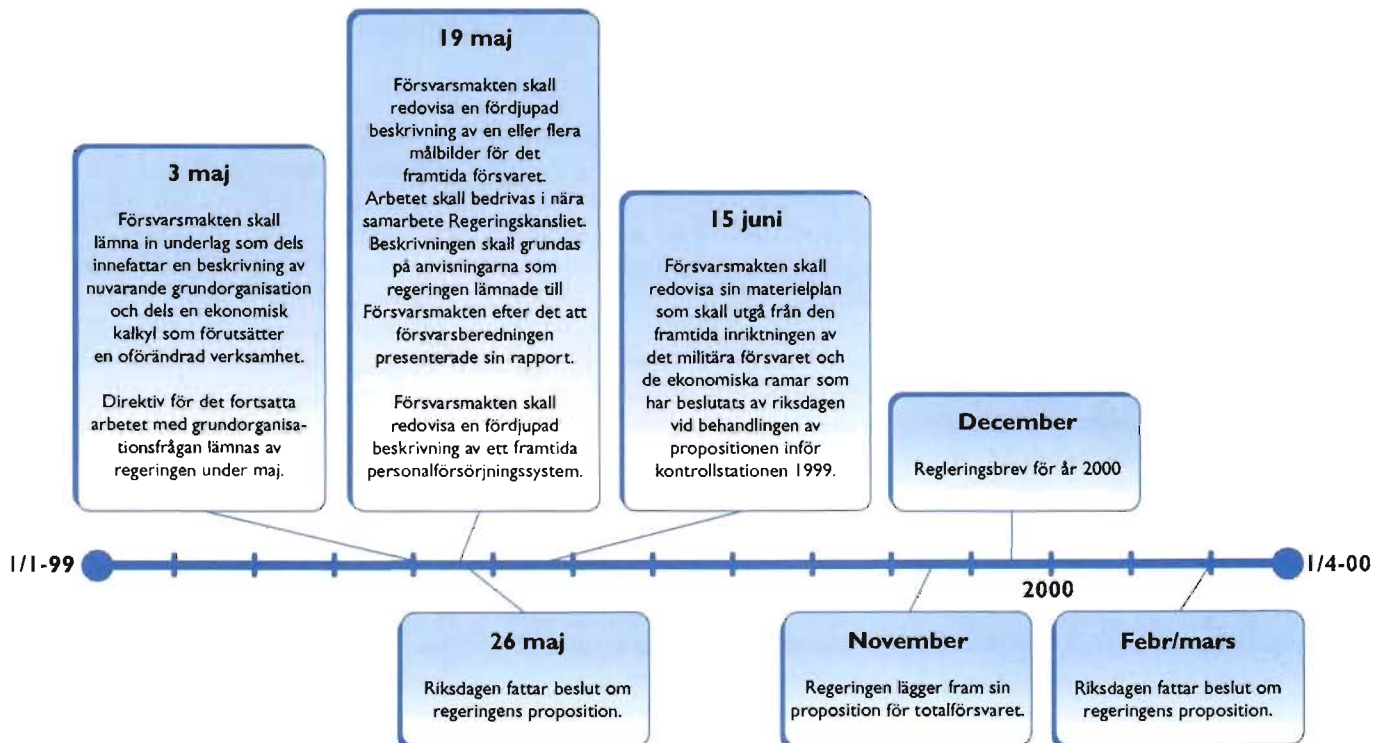 3 maj
Försvarsmakten skall
lämna in underlag som dels
innefattar en beskrivning av
nuvarande grundorganisation
och dels en ekonomisk
kalkyl som förutsätter
en oförändrad verksamhet.
Direktiv för det fortsatta
arbetet med grundorganisa-
tionsfrågan lämnas av
regeringen under maj.
19 maj
Försvarsmakten skall
redovisa en fördjupad
beskrivning av en eller flera
målbilder för det
framtida försvaret.
Arbetet skall bedrivas i nära
samarbete Regeringskansliet.
Beskrivningen skall grundas
på anvisningarna som
regeringen lämnade till
Försvarsmakten efter det att
försvarsberedningen
presenterade sin rapport.
Försvarsmakten skall
redovisa en fördjupad
beskrivning av ett framtida
personalförsörjningssystem.
15 juni
Försvarsmakten skall
redovisa sin materielplan
som skall utgå från den
framtida inriktningen av
det militära försvaret och
de ekonomiska ramar som
har beslutats av riksdagen
vid behandlingen av
propositionen inför
kontrollstationen 1999.
December
Regleringsbrev för år 2000
1/1-99
1/4-00
2000
26 maj
Riksdagen fattar beslut om
regeringens proposition.
November
Regeringen lägger fram sin
proposition för totalförsvaret.
Febr/mars
Riksdagen fattar beslut om
regeringens proposition.